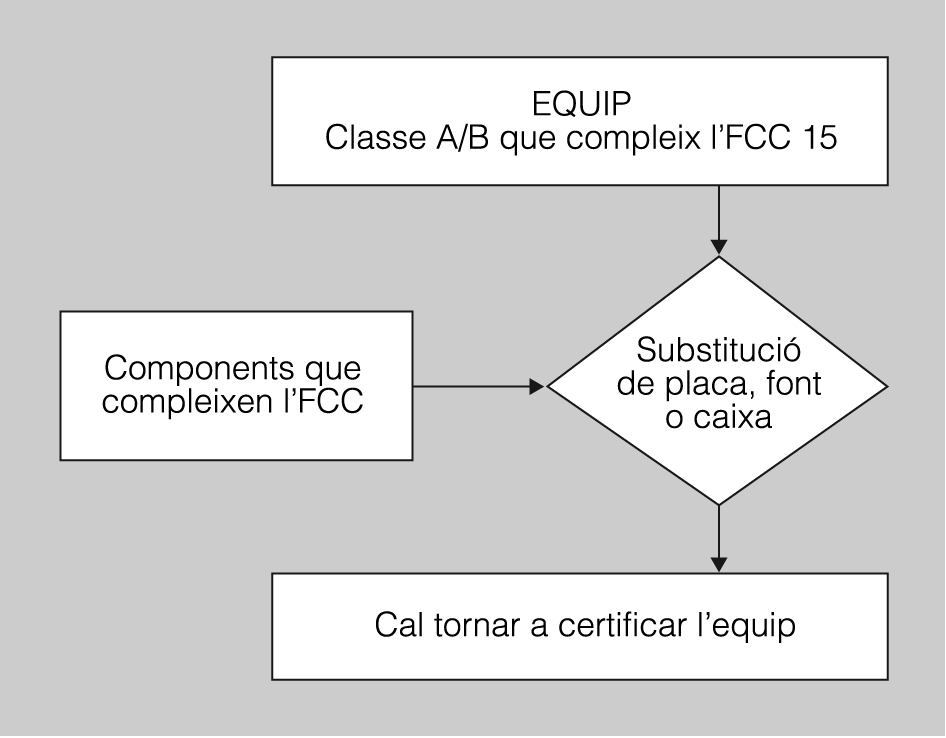 EQUIP
Classe A/B que compleix l’FCC 15
Components que
compleixen l’FCC
Substitució
de placa, font
o caixa
Cal tornar a certificar l’equip